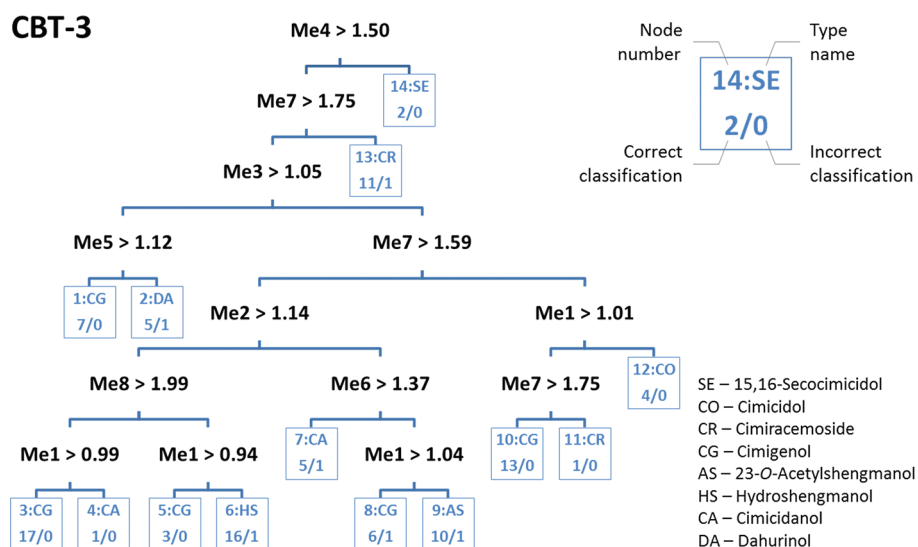 CBT-3
Me4 > 1.50
Node number
Type name
14:SE
2/0
Correct classification
Incorrect classification
14:SE
2/0
Me7 > 1.75
13:CR
11/1
Me3 > 1.05
Me5 > 1.12
Me7 > 1.59
1:CG
7/0
2:DA
5/1
Me2 > 1.14
Me1 > 1.01
12:CO
4/0
Me8 > 1.99
Me6 > 1.37
Me7 > 1.75
7:CA
5/1
10:CG
13/0
11:CR
1/0
Me1 > 0.99
Me1 > 0.94
Me1 > 1.04
3:CG
17/0
4:CA
1/0
5:CG
3/0
6:HS
16/1
8:CG
6/1
9:AS
10/1
SE – 15,16-Secocimicidol
CO – Cimicidol
CR – Cimiracemoside
CG – Cimigenol
AS – 23-O-Acetylshengmanol
HS – Hydroshengmanol
CA – Cimicidanol
DA – Dahurinol